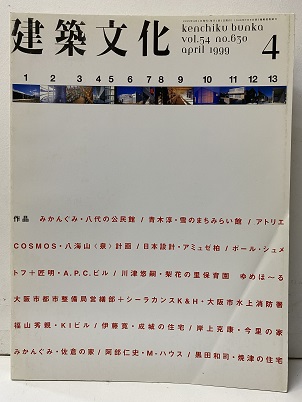 建築文化
kenchiku bunka
vol.54 no.630
april 1999
4
1 2 3 4 5 6 7 8 9 10 11 12 13
作品 みかんぐみ・八代の公民館 / 青木淳・雪のまちみらい館 / アトリエ
COSMOS・八海山〈泉〉計画 / 日本設計・アミュゼ柏 / ポール・シュメ
トフ＋匠明・A.P.C.ビル / 川津悠嗣・梨花の里保育園 ゆめほーる
大阪市都市整備局営繕部＋シーラカンスK&H・大阪市水上消防署
福山秀親・KIビル / 伊藤寛・成城の住宅 / 岸上克康・今里の家
みかんぐみ・佐倉の家 / 阿部仁史・M-ハウス / 黒田和司・焼津の住宅